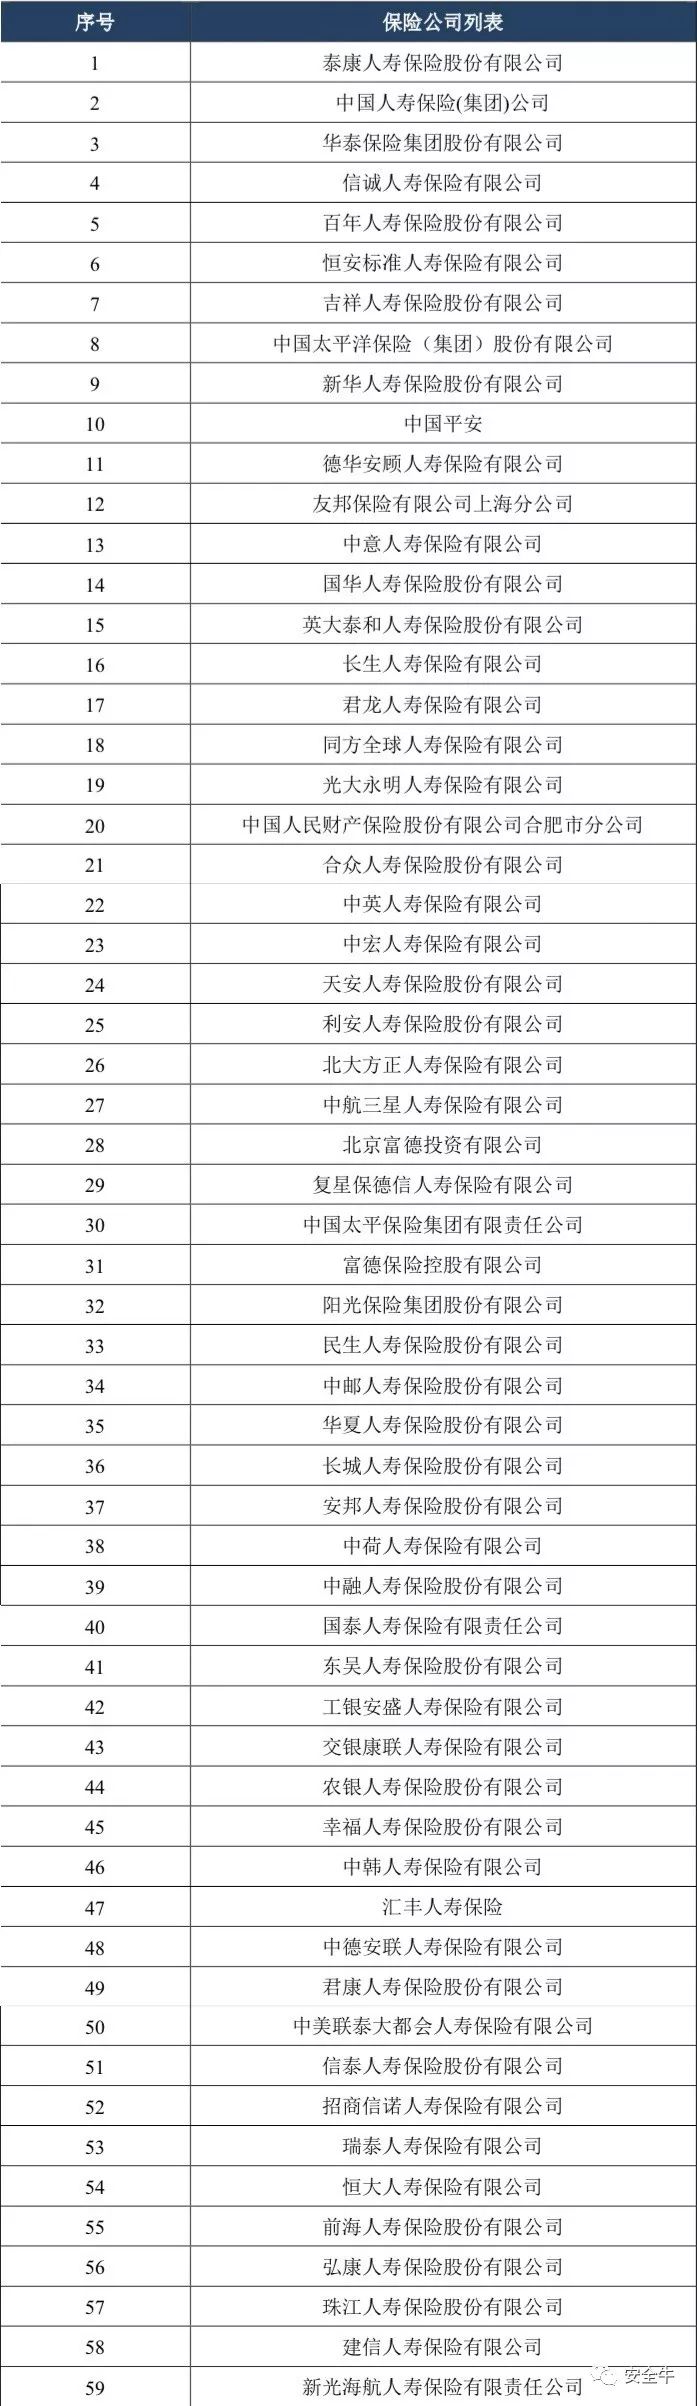 序号 保险公司列表
1 泰康人寿保险股份有限公司
2 中国人寿保险(集团)公司
3 华泰保险集团股份有限公司
4 信诚人寿保险有限公司
5 百年人寿保险股份有限公司
6 恒安标准人寿保险有限公司
7 吉祥人寿保险股份有限公司
8 中国太平洋保险（集团）股份有限公司
9 新华人寿保险股份有限公司
10 中国平安
11 德华安顾人寿保险有限公司
12 友邦保险有限公司上海分公司
13 中意人寿保险有限公司
14 国华人寿保险股份有限公司
15 英大泰和人寿保险股份有限公司
16 长生人寿保险有限公司
17 君龙人寿保险有限公司
18 同方全球人寿保险有限公司
19 光大永明人寿保险有限公司
20 中国人民财产保险股份有限公司合肥市分公司
21 合众人寿保险股份有限公司
22 中英人寿保险有限公司
23 中宏人寿保险有限公司
24 天安人寿保险股份有限公司
25 利安人寿保险股份有限公司
26 北大方正人寿保险有限公司
27 中航三星人寿保险有限公司
28 北京富德投资有限公司
29 复星保德信人寿保险有限公司
30 中国太平保险集团有限责任公司
31 富德保险控股有限公司
32 阳光保险集团股份有限公司
33 民生人寿保险股份有限公司
34 中邮人寿保险股份有限公司
35 华夏人寿保险股份有限公司
36 长城人寿保险股份有限公司
37 安邦人寿保险股份有限公司
38 中荷人寿保险有限公司
39 中融人寿保险股份有限公司
40 国泰人寿保险有限责任公司
41 东吴人寿保险股份有限公司
42 工银安盛人寿保险有限公司
43 交银康联人寿保险有限公司
44 农银人寿保险股份有限公司
45 幸福人寿保险股份有限公司
46 中韩人寿保险有限公司
47 汇丰人寿保险
48 中德安联人寿保险有限公司
49 君康人寿保险股份有限公司
50 中美联泰大都会人寿保险有限公司
51 信泰人寿保险股份有限公司
52 招商信诺人寿保险有限公司
53 瑞泰人寿保险有限公司
54 恒大人寿保险有限公司
55 前海人寿保险股份有限公司
56 弘康人寿保险股份有限公司
57 珠江人寿保险股份有限公司
58 建信人寿保险有限公司
59 新光海航人寿保险有限责任公司
安全牛